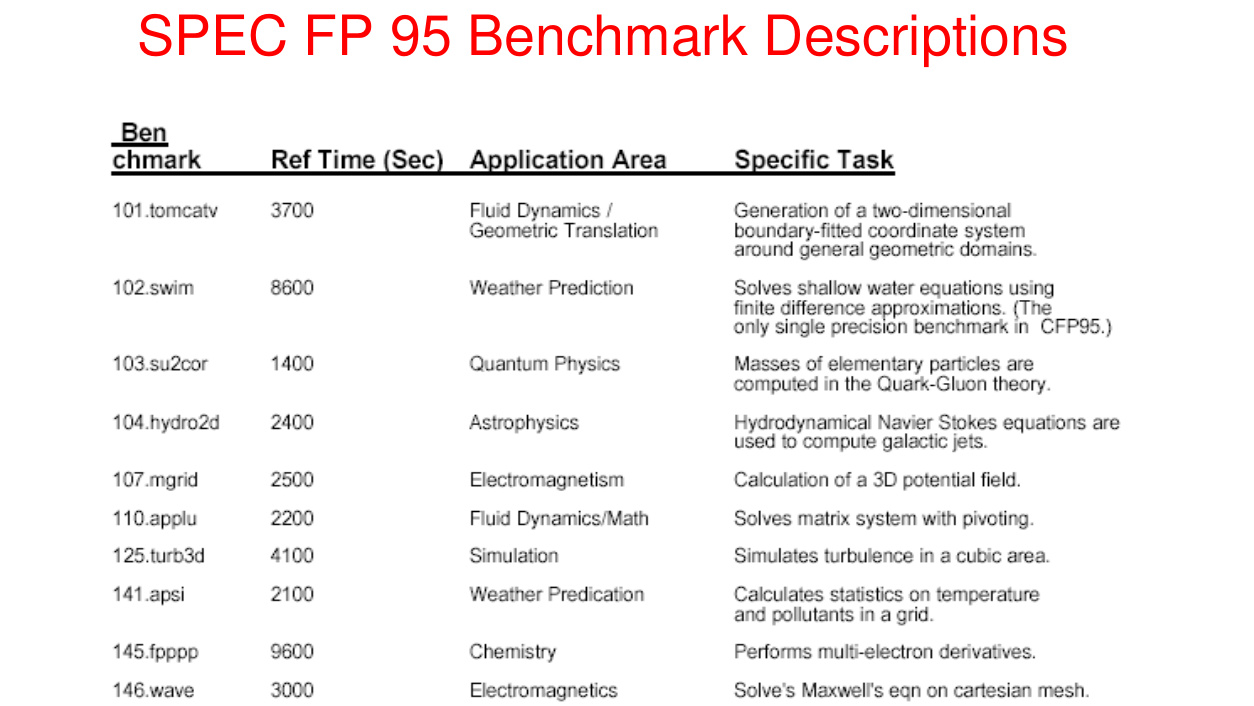 SPEC FP 95 Benchmark Descriptions
Ben
chmark Ref Time (Sec) Application Area Specific Task
101.tomcatv 3700 Fluid Dynamics / Generation of a two-dimensional
Geometric Translation boundary-fitted coordinate system
around general geometric domains.
102.swim 8600 Weather Prediction Solves shallow water equations using
finite difference approximations. (The
only single precision benchmark in CFP95.)
103.su2cor 1400 Quantum Physics Masses of elementary particles are
computed in the Quark-Gluon theory.
104.hydro2d 2400 Astrophysics Hydrodynamical Navier Stokes equations are
used to compute galactic jets.
107.mgrid 2500 Electromagnetism Calculation of a 3D potential field.
110.applu 2200 Fluid Dynamics/Math Solves matrix system with pivoting.
125.turb3d 4100 Simulation Simulates turbulence in a cubic area.
141.apsi 2100 Weather Predication Calculates statistics on temperature
and pollutants in a grid.
145.fpppp 9600 Chemistry Performs multi-electron derivatives.
146.wave 3000 Electromagnetics Solve's Maxwell's eqn on cartesian mesh.